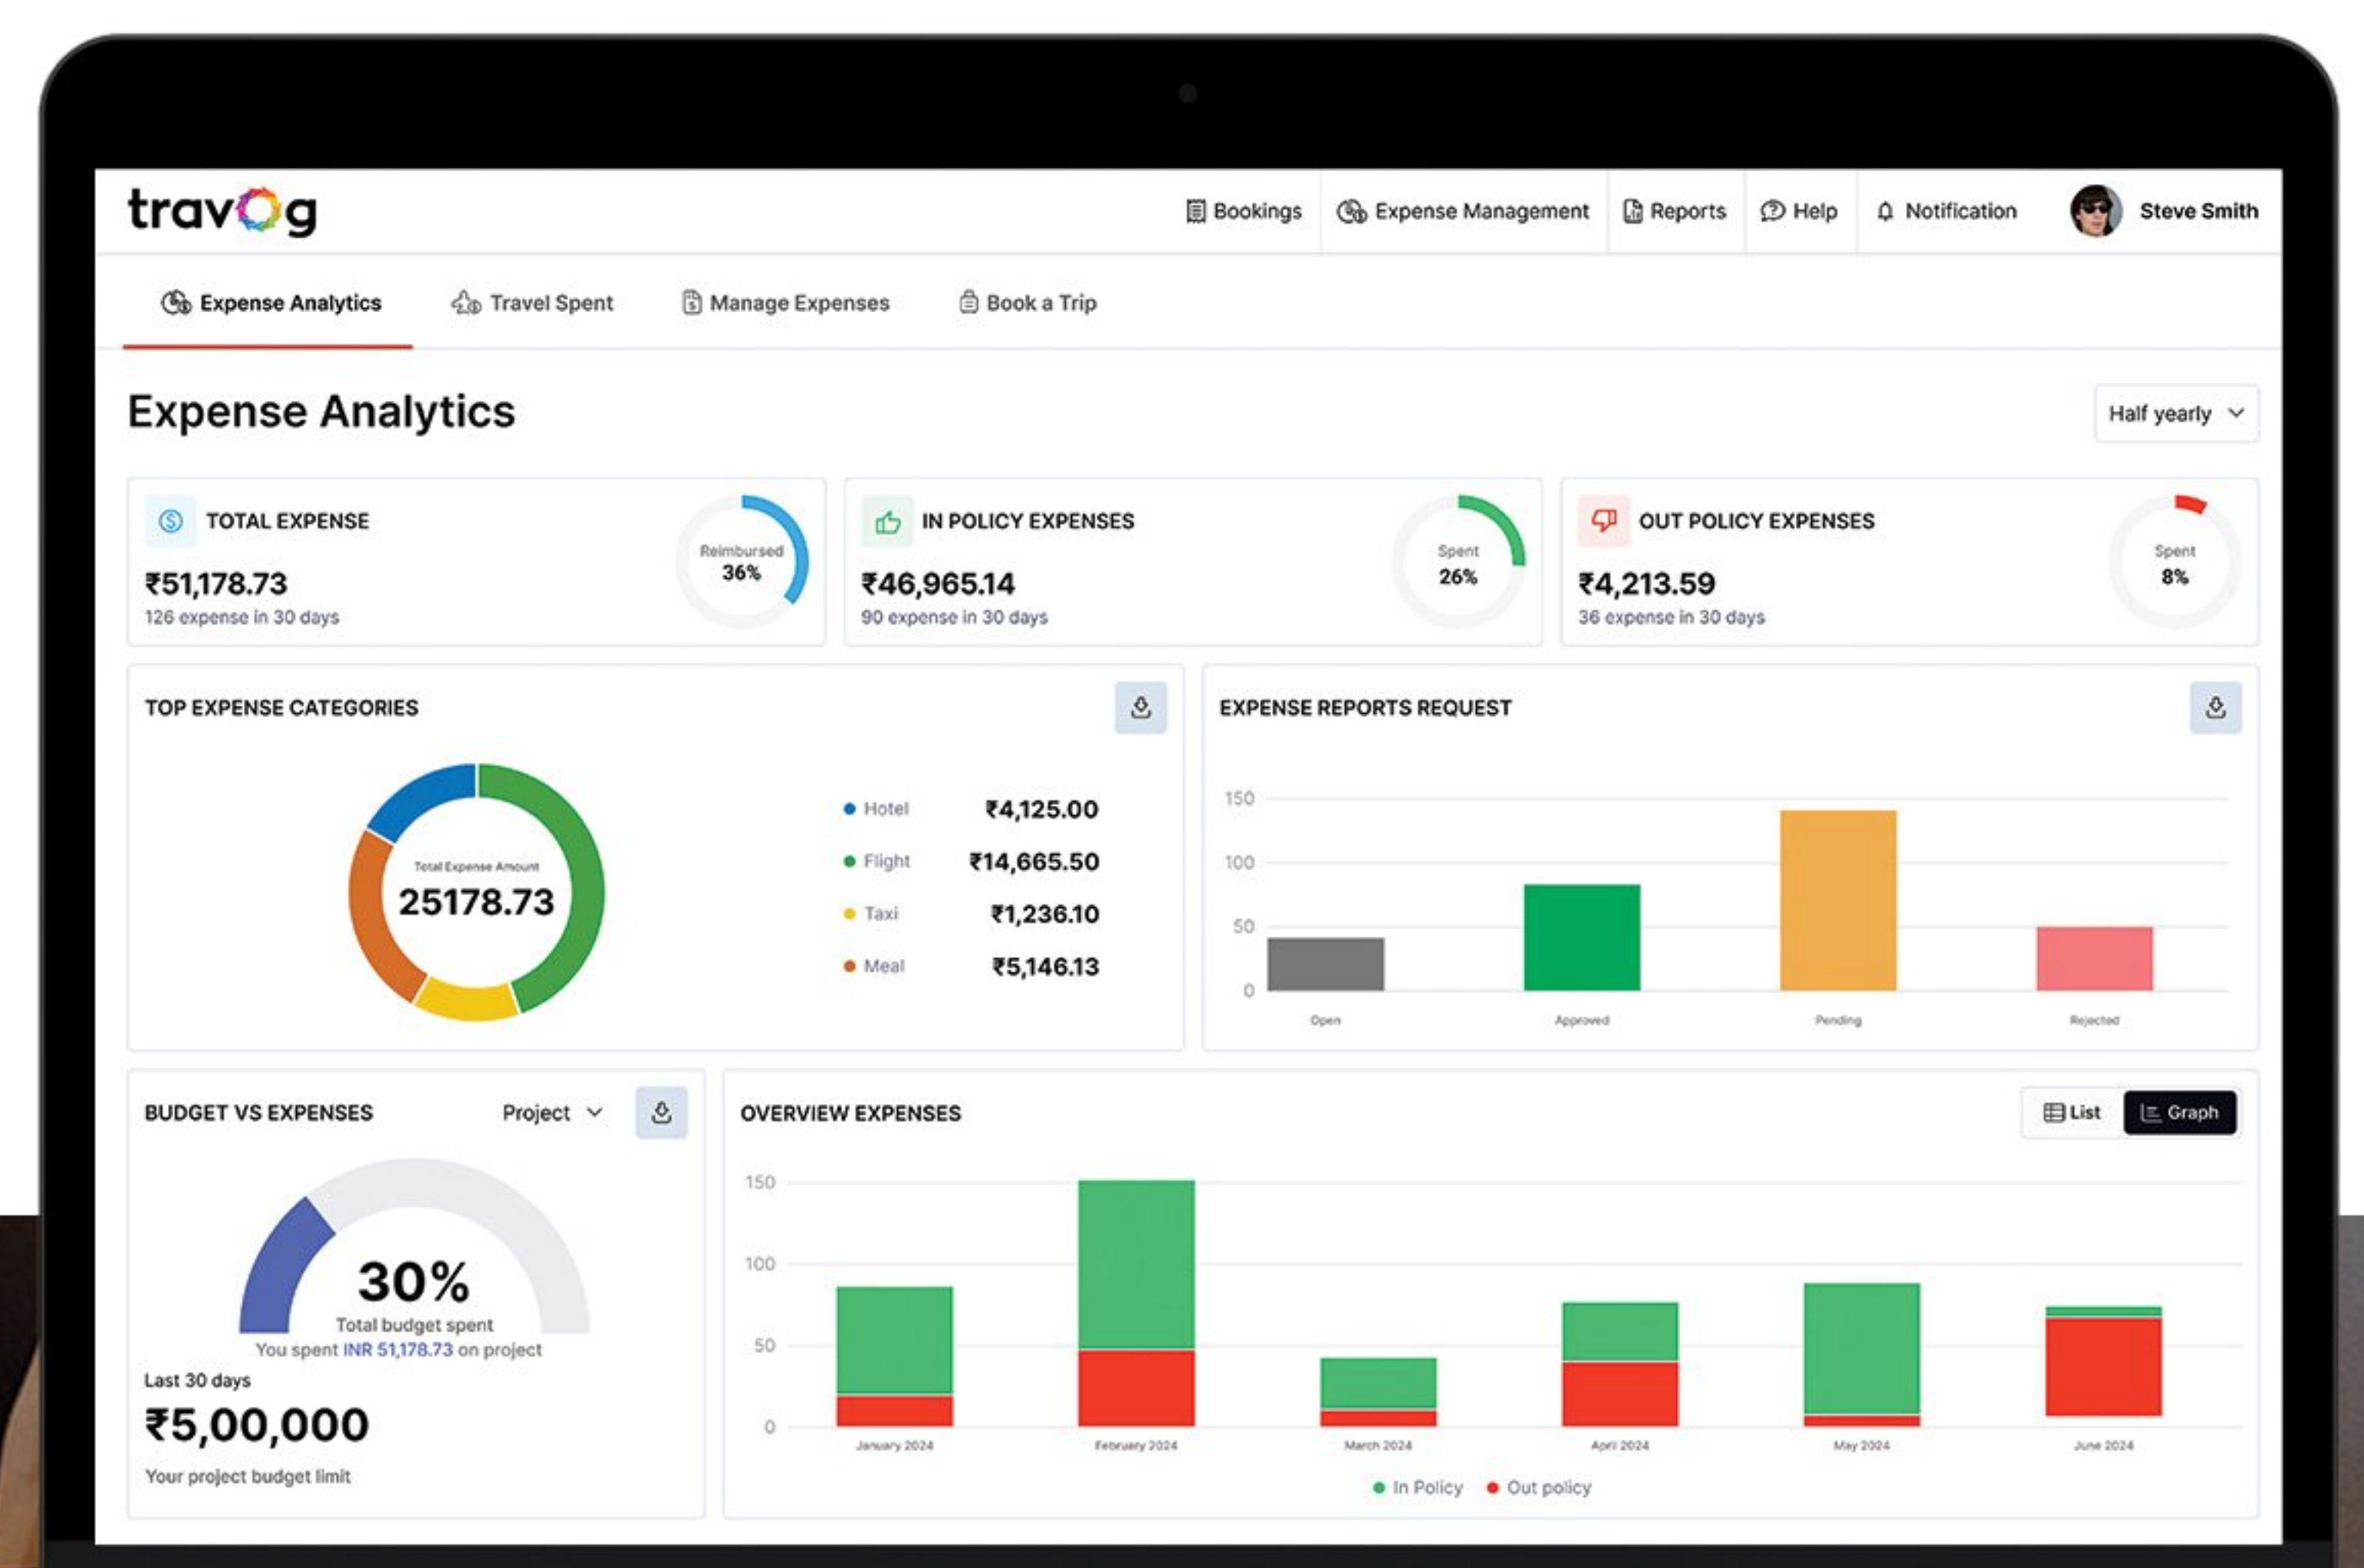 travog
Bookings
Expense Management
Reports
Help
Notification
Steve Smith
Expense Analytics
Travel Spent
Manage Expenses
Book a Trip
Expense Analytics
Half yearly
TOTAL EXPENSE
₹51,178.73
126 expense in 30 days
Reimbursed
36%
IN POLICY EXPENSES
₹46,965.14
90 expense in 30 days
Spent
26%
OUT POLICY EXPENSES
₹4,213.59
36 expense in 30 days
Spent
8%
TOP EXPENSE CATEGORIES
Total Expense Amount
25178.73
Hotel ₹4,125.00
Flight ₹14,665.50
Taxi ₹1,236.10
Meal ₹5,146.13
EXPENSE REPORTS REQUEST
150
100
50
0
Open Approved Pending Rejected
BUDGET VS EXPENSES
Project
30%
Total budget spent
You spent INR 51,178.73 on project
Last 30 days
₹5,00,000
Your project budget limit
OVERVIEW EXPENSES
List
Graph
150
100
50
0
January 2024 February 2024 March 2024 April 2024 May 2024 June 2024
In Policy Out policy